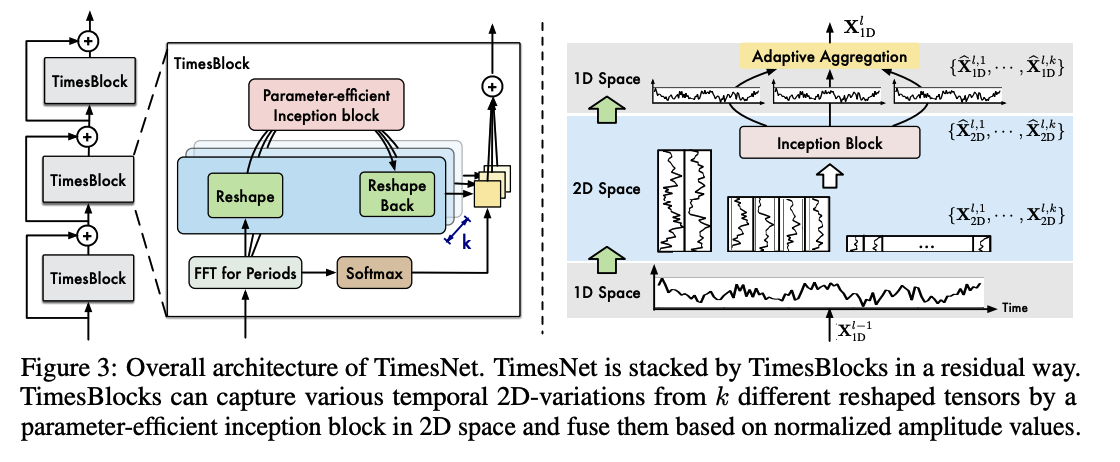 TimesBlock
TimesBlock
TimesBlock
TimesBlock
Parameter-efficient
Inception block
Reshape
Reshape
Back
k
FFT for Periods
Softmax
1D Space
2D Space
1D Space
X^l_1D
Adaptive Aggregation
{X̂^{l,1}_1D, ⋯ , X̂^{l,k}_1D}
Inception Block
{X̂^{l,1}_2D, ⋯ , X̂^{l,k}_2D}
{X^{l,1}_2D, ⋯ , X^{l,k}_2D}
...
Time
X^{l−1}_1D
Figure 3: Overall architecture of TimesNet. TimesNet is stacked by TimesBlocks in a residual way.
TimesBlocks can capture various temporal 2D-variations from k different reshaped tensors by a
parameter-efficient inception block in 2D space and fuse them based on normalized amplitude values.